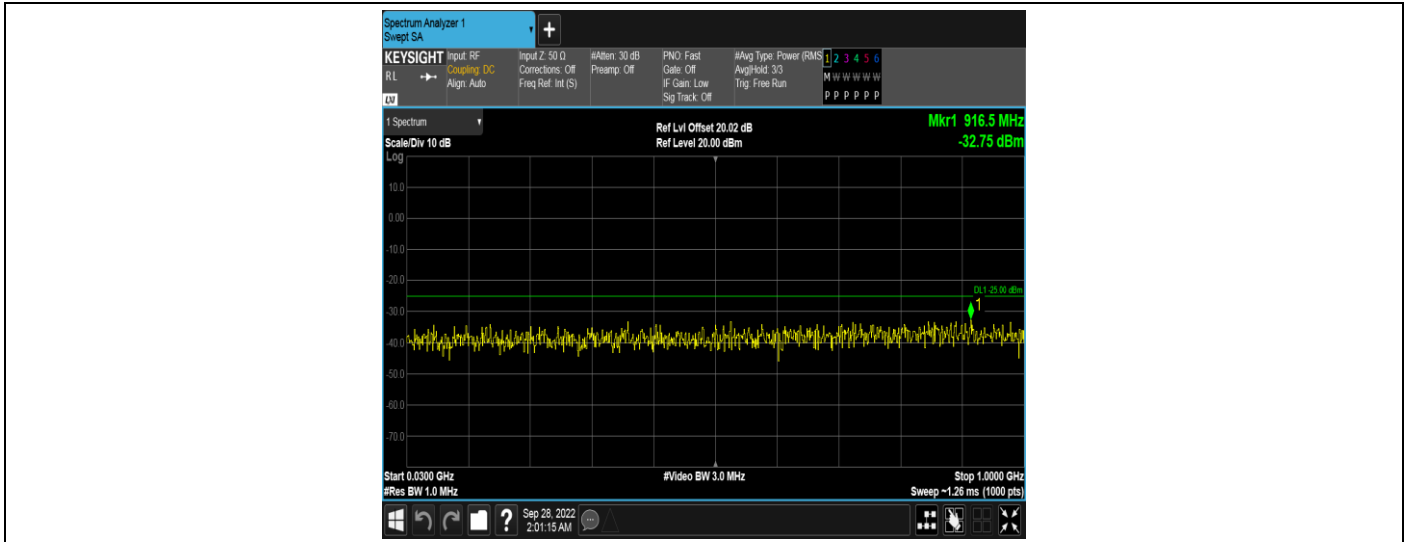 Spectrum Analyzer 1
Swept SA
+
KEYSIGHT Input: RF Input Z: 50 Ω #Atten: 30 dB PNO: Fast #Avg Type: Power (RMS 1 2 3 4 5 6
RL Coupling: DC Corrections: Off Preamp: Off Gate: Off Avg|Hold: 3/3 M W W W W W
Align: Auto Freq Ref: Int (S) IF Gain: Low Trig: Free Run
LXI Sig Track: Off P P P P P P
1 Spectrum
Ref Lvl Offset 20.02 dB Mkr1 916.5 MHz
Scale/Div 10 dB Ref Level 20.00 dBm -32.75 dBm
Log
10.0
0.00
-10.0
-20.0
DL1 -25.00 dBm
1
-30.0
-40.0
-50.0
-60.0
-70.0
Start 0.0300 GHz #Video BW 3.0 MHz Stop 1.0000 GHz
#Res BW 1.0 MHz Sweep ~1.26 ms (1000 pts)
? Sep 28, 2022
2:01:15 AM